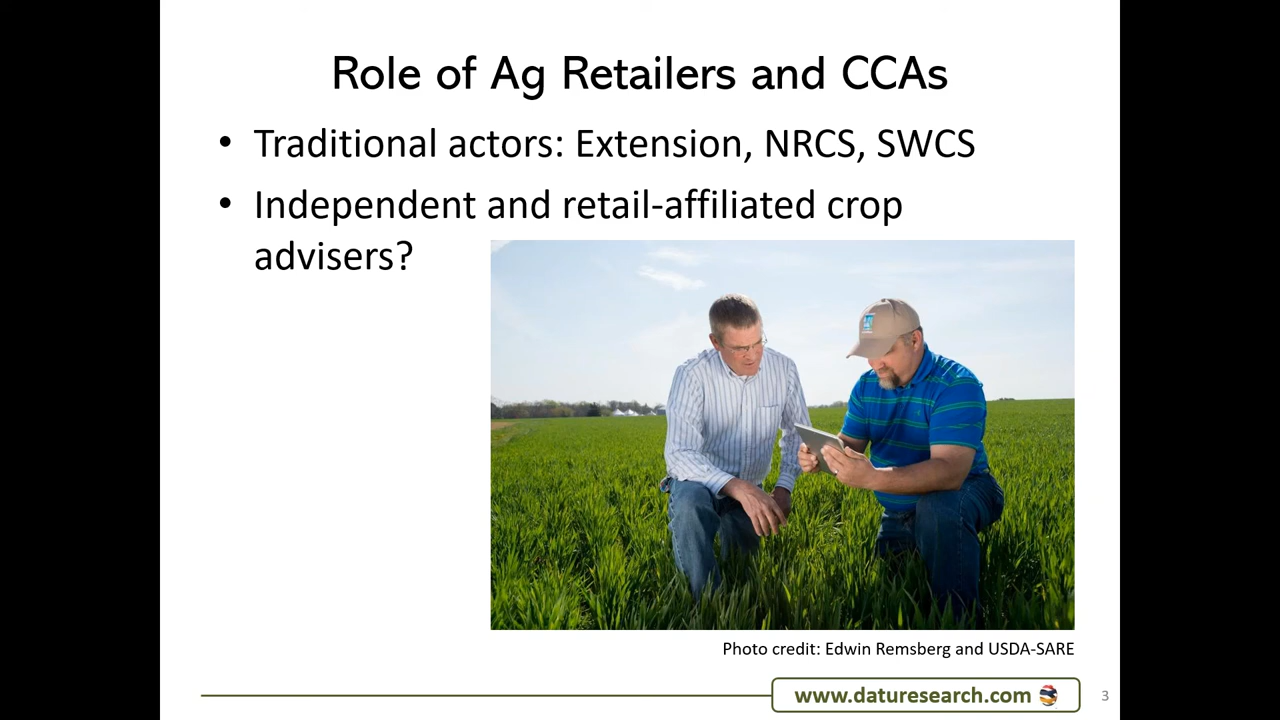 Role of Ag Retailers and CCAs
• Traditional actors: Extension, NRCS, SWCS
• Independent and retail-affiliated crop
advisers?
Photo credit: Edwin Remsberg and USDA-SARE
www.daturesearch.com
3